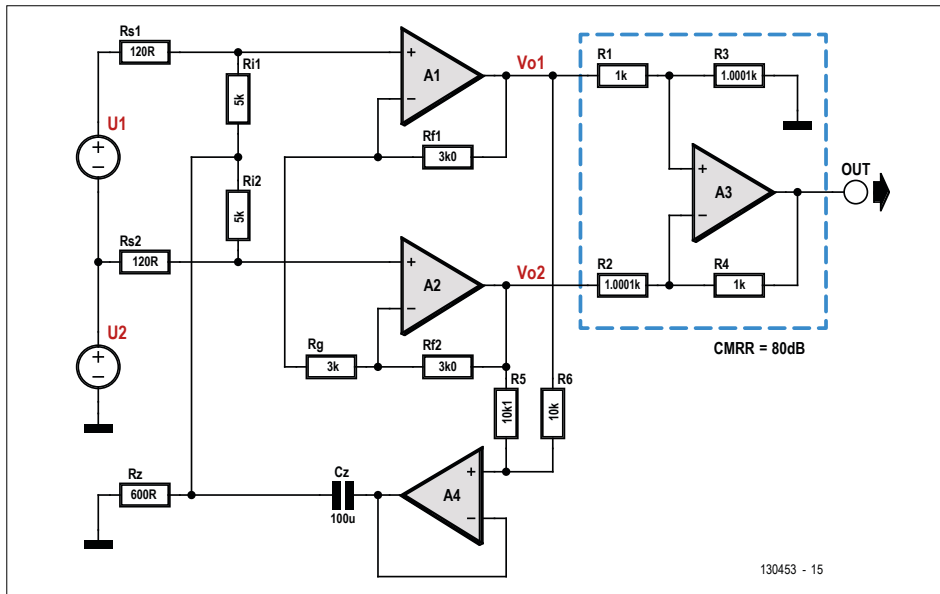 Rs1
120R
Ri1
5k
U1
+
−
Ri2
5k
Rs2
120R
U2
+
−
+
A1
−
Rf1
3k0
Vo1
+
A2
−
Vo2
Rg
3k
Rf2
3k0
R5
10k1
R6
10k
Rz
600R
Cz
100u
+
A4
−
R1
1k
R3
1.0001k
+
A3
−
OUT
R2
1.0001k
R4
1k
CMRR = 80dB
130453 - 15